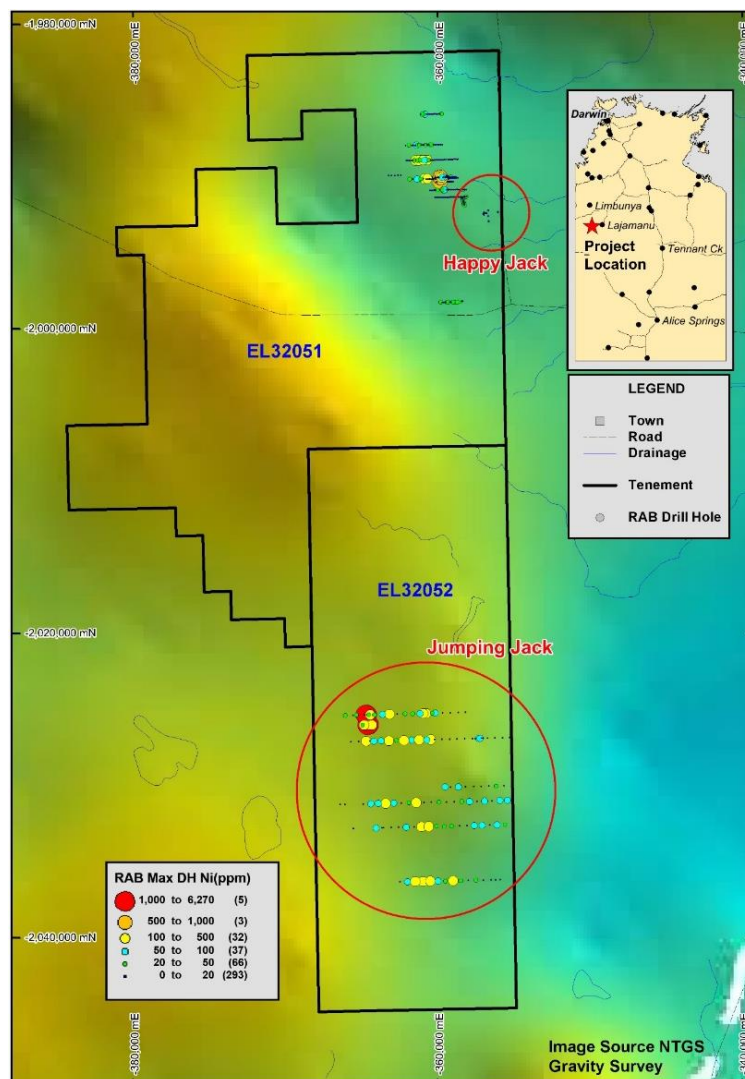 -1,980,000 mN
-380,000 mE
-360,000 mE
Darwin
Limbunya
Lajamanu
Project
Location
Tennant Ck
Alice Springs
Happy Jack
-2,000,000 mN
EL32051
LEGEND
Town
Road
Drainage
Tenement
RAB Drill Hole
EL32052
-2,020,000 mN
Jumping Jack
RAB Max DH Ni(ppm)
1,000 to 6,270 (5)
500 to 1,000 (3)
100 to 500 (32)
50 to 100 (37)
20 to 50 (66)
0 to 20 (293)
-2,040,000 mN
-380,000 mE
-360,000 mE
Image Source NTGS
Gravity Survey